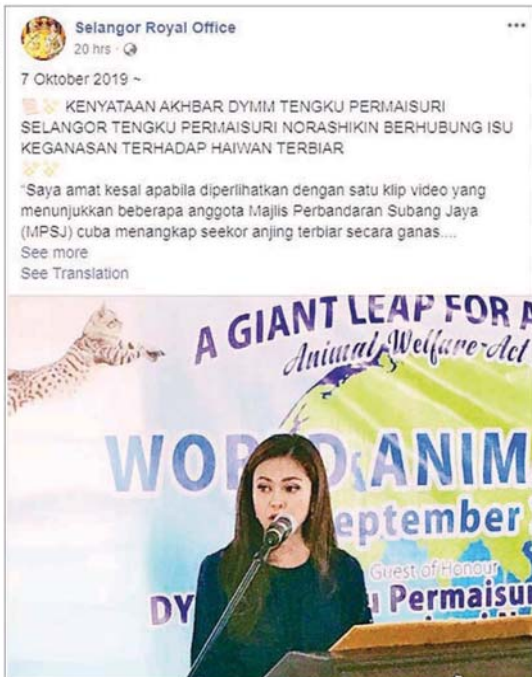 Selangor Royal Office
20 hrs ·
7 Oktober 2019 ~
KENYATAAN AKHBAR DYMM TENGKU PERMAISURI
SELANGOR TENGKU PERMAISURI NORASHIKIN BERHUBUNG ISU
KEGANASAN TERHADAP HAIWAN TERBIAR
“Saya amat kesal apabila diperlihatkan dengan satu klip video yang
menunjukkan beberapa anggota Majlis Perbandaran Subang Jaya
(MPSJ) cuba menangkap seekor anjing terbiar secara ganas....
See more
See Translation
A GIANT LEAP FOR A
Animal Welfare Act
WOR D ANIM
eptember
Guest of Honour
DY u Permaisur